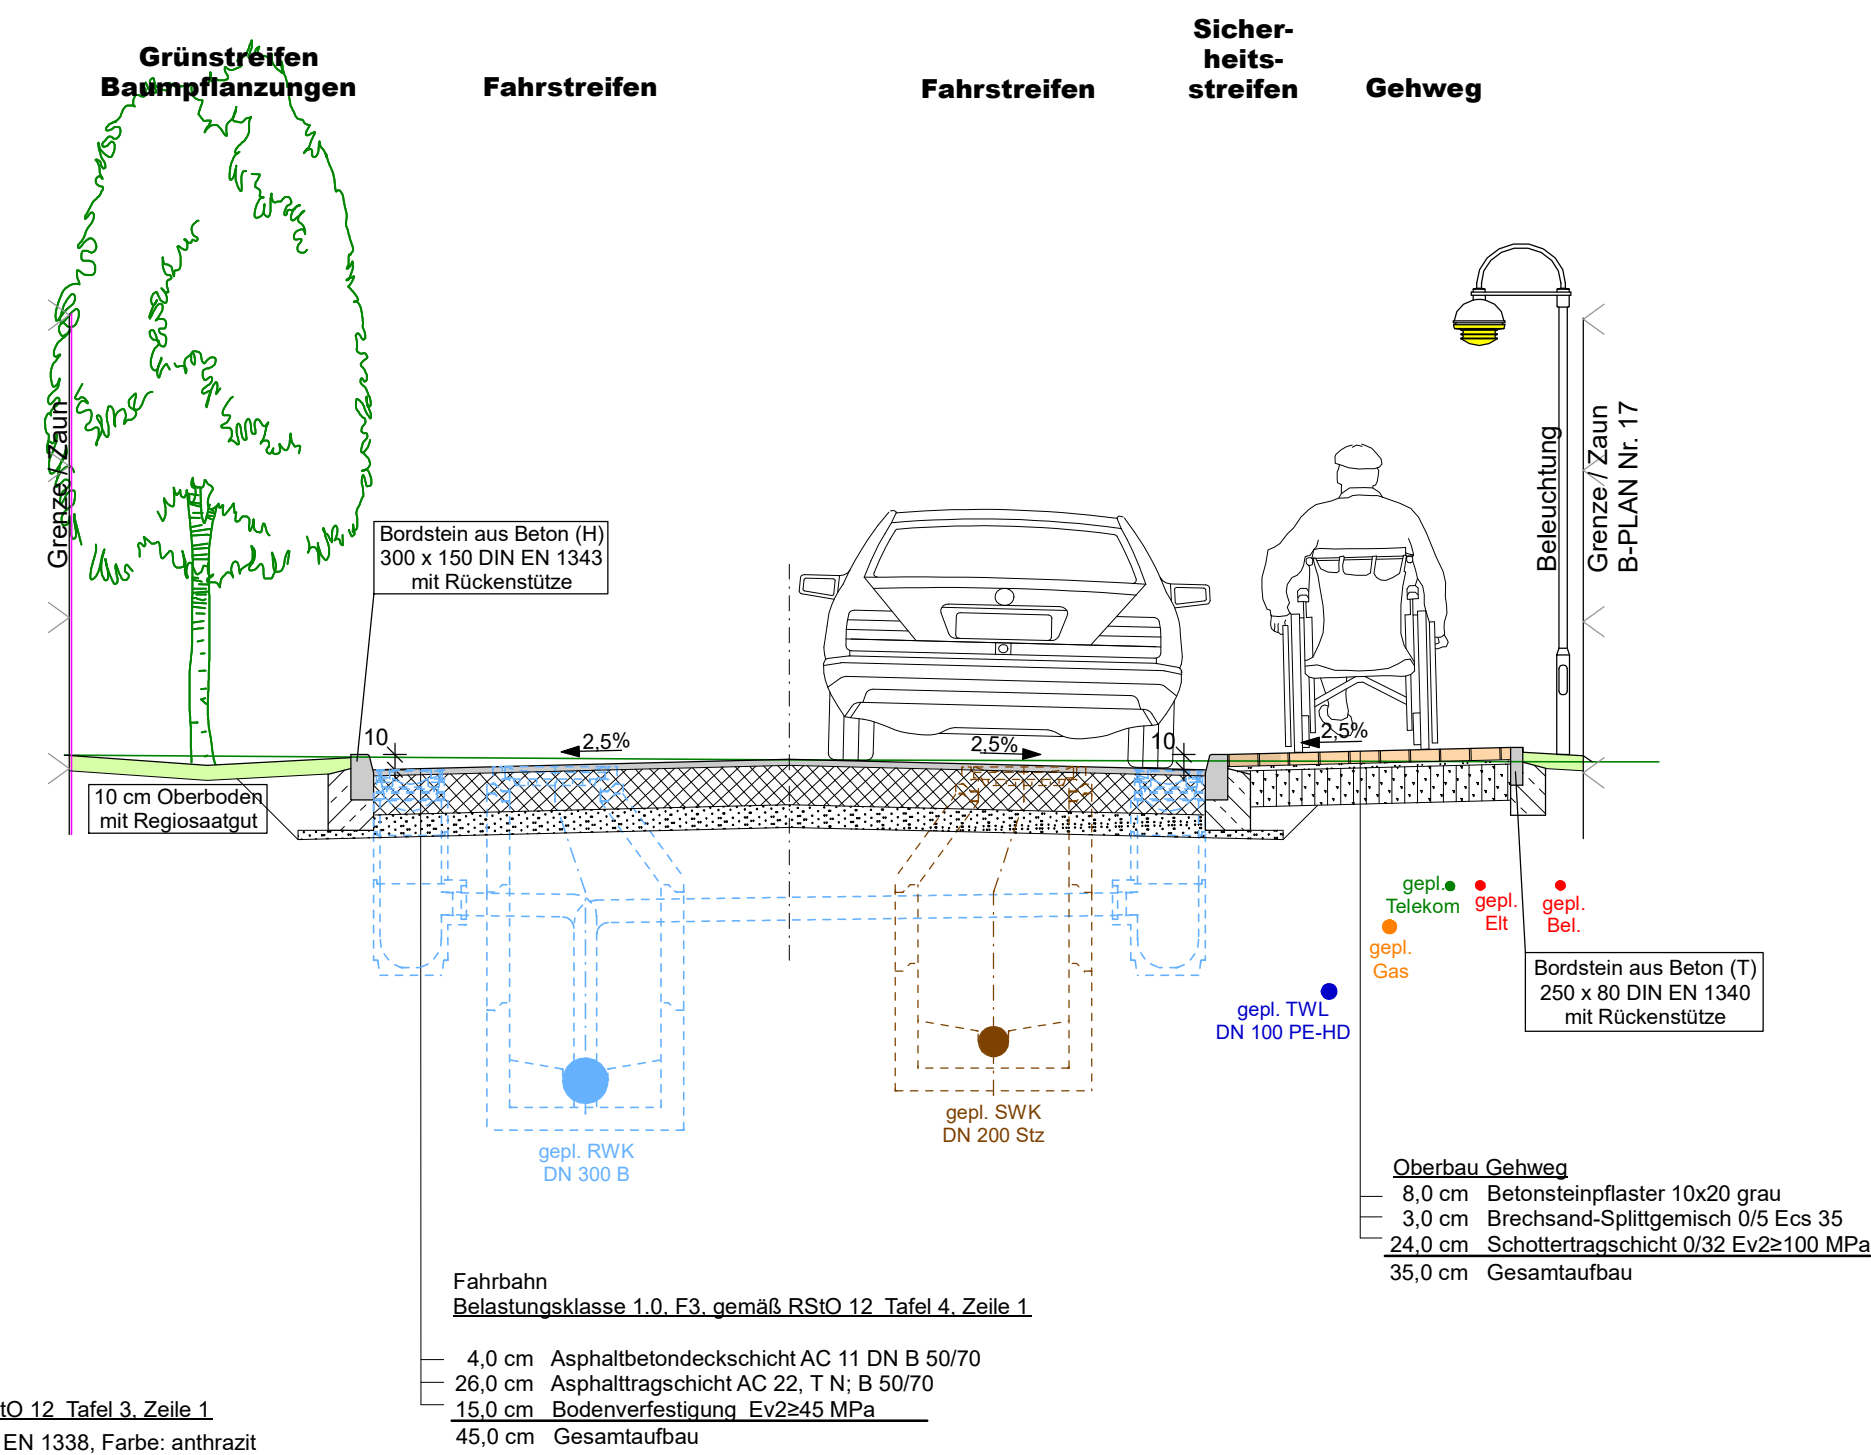 Grünstreifen
Baumpflanzungen
Fahrstreifen
Fahrstreifen
Sicher-
heits-
streifen
Gehweg
Grenze / Zaun
Bordstein aus Beton (H)
300 x 150 DIN EN 1343
mit Rückenstütze
Beleuchtung
Grenze / Zaun
B-PLAN Nr. 17
10
2,5%
2,5%
10
2,5%
10 cm Oberboden
mit Regiosaatgut
gepl.
Telekom
gepl.
Elt
gepl.
Bel.
gepl.
Gas
gepl. TWL
DN 100 PE-HD
Bordstein aus Beton (T)
250 x 80 DIN EN 1340
mit Rückenstütze
gepl. SWK
DN 200 Stz
gepl. RWK
DN 300 B
Oberbau Gehweg
8,0 cm Betonsteinpflaster 10x20 grau
3,0 cm Brechsand-Splittgemisch 0/5 Ecs 35
24,0 cm Schottertragschicht 0/32 Ev2≥100 MPa
35,0 cm Gesamtaufbau
Fahrbahn
Belastungsklasse 1.0, F3, gemäß RStO 12 Tafel 4, Zeile 1
4,0 cm Asphaltbetondeckschicht AC 11 DN B 50/70
26,0 cm Asphalttragschicht AC 22, T N; B 50/70
15,0 cm Bodenverfestigung Ev2≥45 MPa
45,0 cm Gesamtaufbau
tO 12 Tafel 3, Zeile 1
EN 1338, Farbe: anthrazit